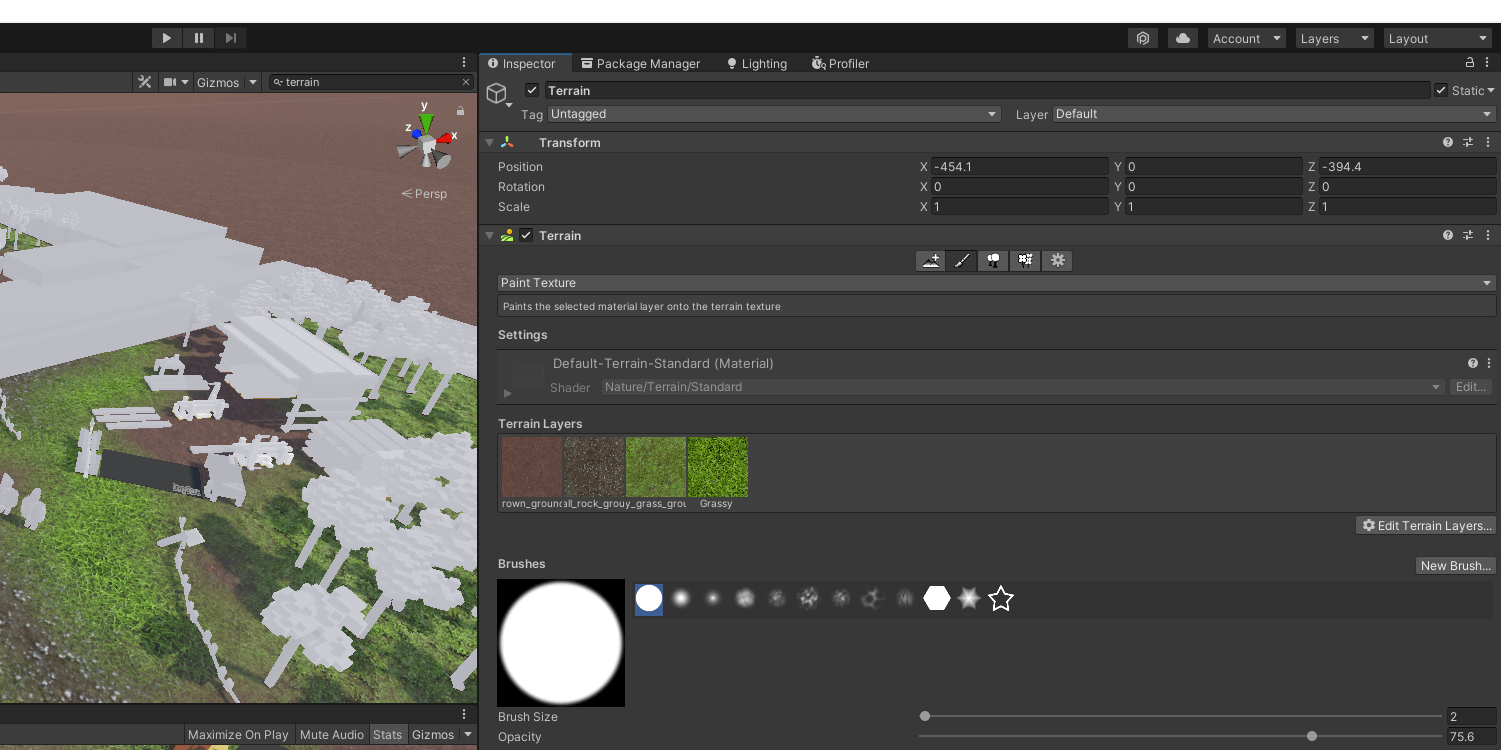 Account
Layers
Layout
Inspector
Package Manager
Lighting
Profiler
Gizmos
terrain
Terrain
Static
Tag
Untagged
Layer
Default
y
z
x
Persp
Transform
Position
X
-454.1
Y
0
Z
-394.4
Rotation
X
0
Y
0
Z
0
Scale
X
1
Y
1
Z
1
Terrain
Paint Texture
Paints the selected material layer onto the terrain texture
Settings
Default-Terrain-Standard (Material)
Shader
Nature/Terrain/Standard
Edit...
Terrain Layers
rown_ground
all_rock_grou
y_grass_grou
Grassy
Edit Terrain Layers...
Brushes
New Brush...
Brush Size
2
Opacity
75.6
Maximize On Play
Mute Audio
Stats
Gizmos